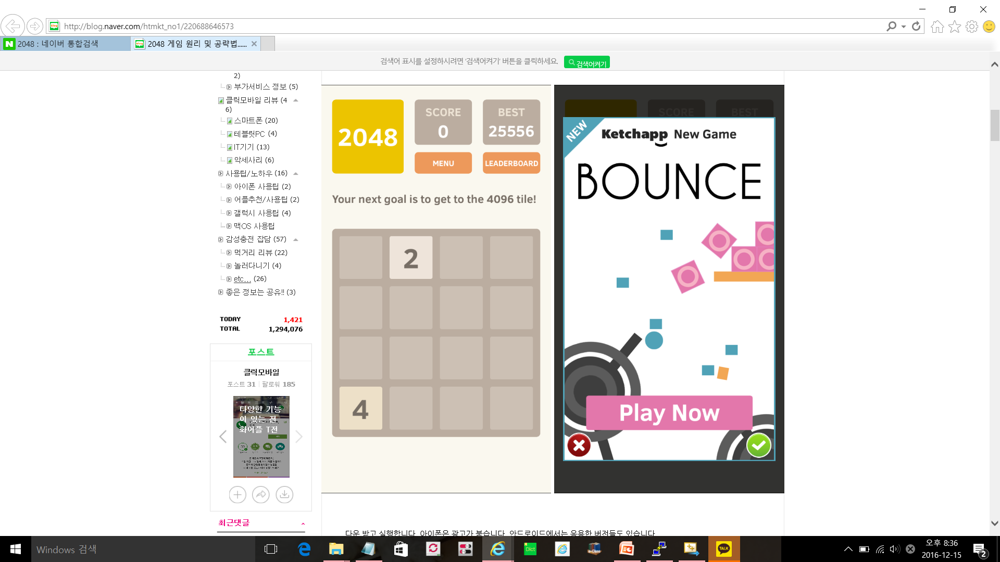 http://blog.naver.com/htmkt_no1/220688646573
2048 : 네이버 통합검색
2048 게임 원리 및 공략법......
검색어 표시를 설정하시려면 '검색어켜기' 버튼을 클릭하세요.
검색어켜기
2)
부가서비스 정보 (5)
클릭모바일 리뷰 (4
6)
스마트폰 (20)
테블릿PC (4)
IT기기 (13)
악세사리 (6)
사용팁/노하우 (16)
아이폰 사용팁 (2)
어플추천/사용팁 (2)
갤럭시 사용팁 (4)
맥OS 사용팁
감성충전 잡담 (57)
먹거리 리뷰 (22)
놀러다니기 (4)
etc... (26)
좋은 정보는 공유!! (3)
TODAY 1,421
TOTAL 1,294,076
포스트
클릭모바일
포스트 31 팔로워 185
다양한 기능
이 있는 전
화어플 T전
최근댓글
2048
SCORE
0
BEST
25556
MENU
LEADERBOARD
Your next goal is to get to the 4096 tile!
2
4
SCORE
BEST
NEW
Ketchapp New Game
BOUNCE
Play Now
다운 받고 실행합니다. 아이폰은 광고가 붙습니다. 안드로이드에서는 응용한 버전들도 있습니다
Windows 검색
Dict
TALK
오후 8:36
2016-12-15
2